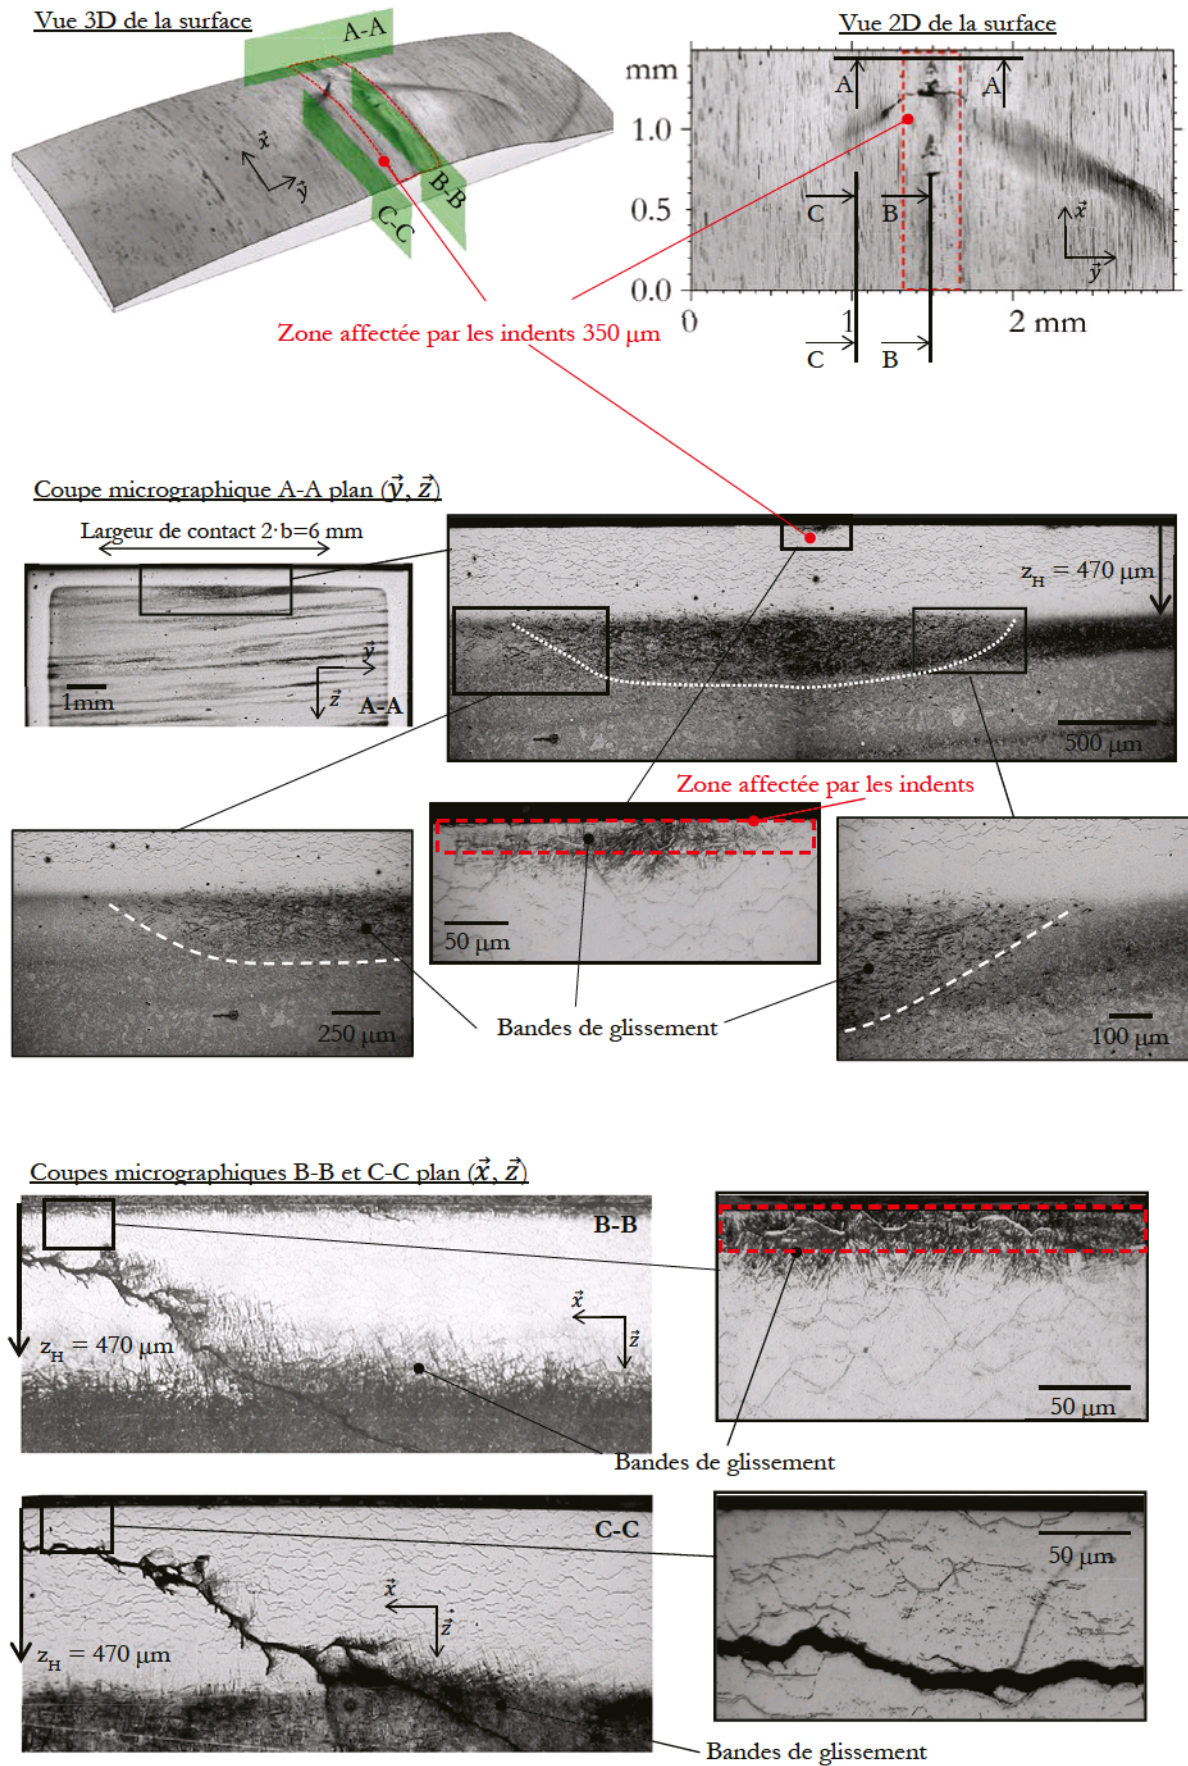 Vue 3D de la surface
Vue 2D de la surface
A-A
B-B
C-C
x
y
mm
1.0
0.5
0.0
A
A
C
B
x
y
0
1
2 mm
C
B
Zone affectée par les indents 350 µm
Coupe micrographique A-A plan (y, z)
Largeur de contact 2·b=6 mm
y
z
1mm
A-A
z_H = 470 µm
500 µm
Zone affectée par les indents
250 µm
50 µm
100 µm
Bandes de glissement
Coupes micrographiques B-B et C-C plan (x, z)
B-B
x
z
z_H = 470 µm
50 µm
Bandes de glissement
C-C
x
z
z_H = 470 µm
50 µm
Bandes de glissement